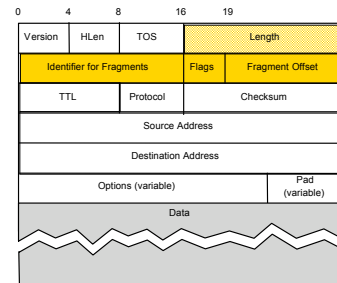 0 4 8 16 19
Version HLen TOS Length
Identifier for Fragments Flags Fragment Offset
TTL Protocol Checksum
Source Address
Destination Address
Options (variable) Pad
(variable)
Data